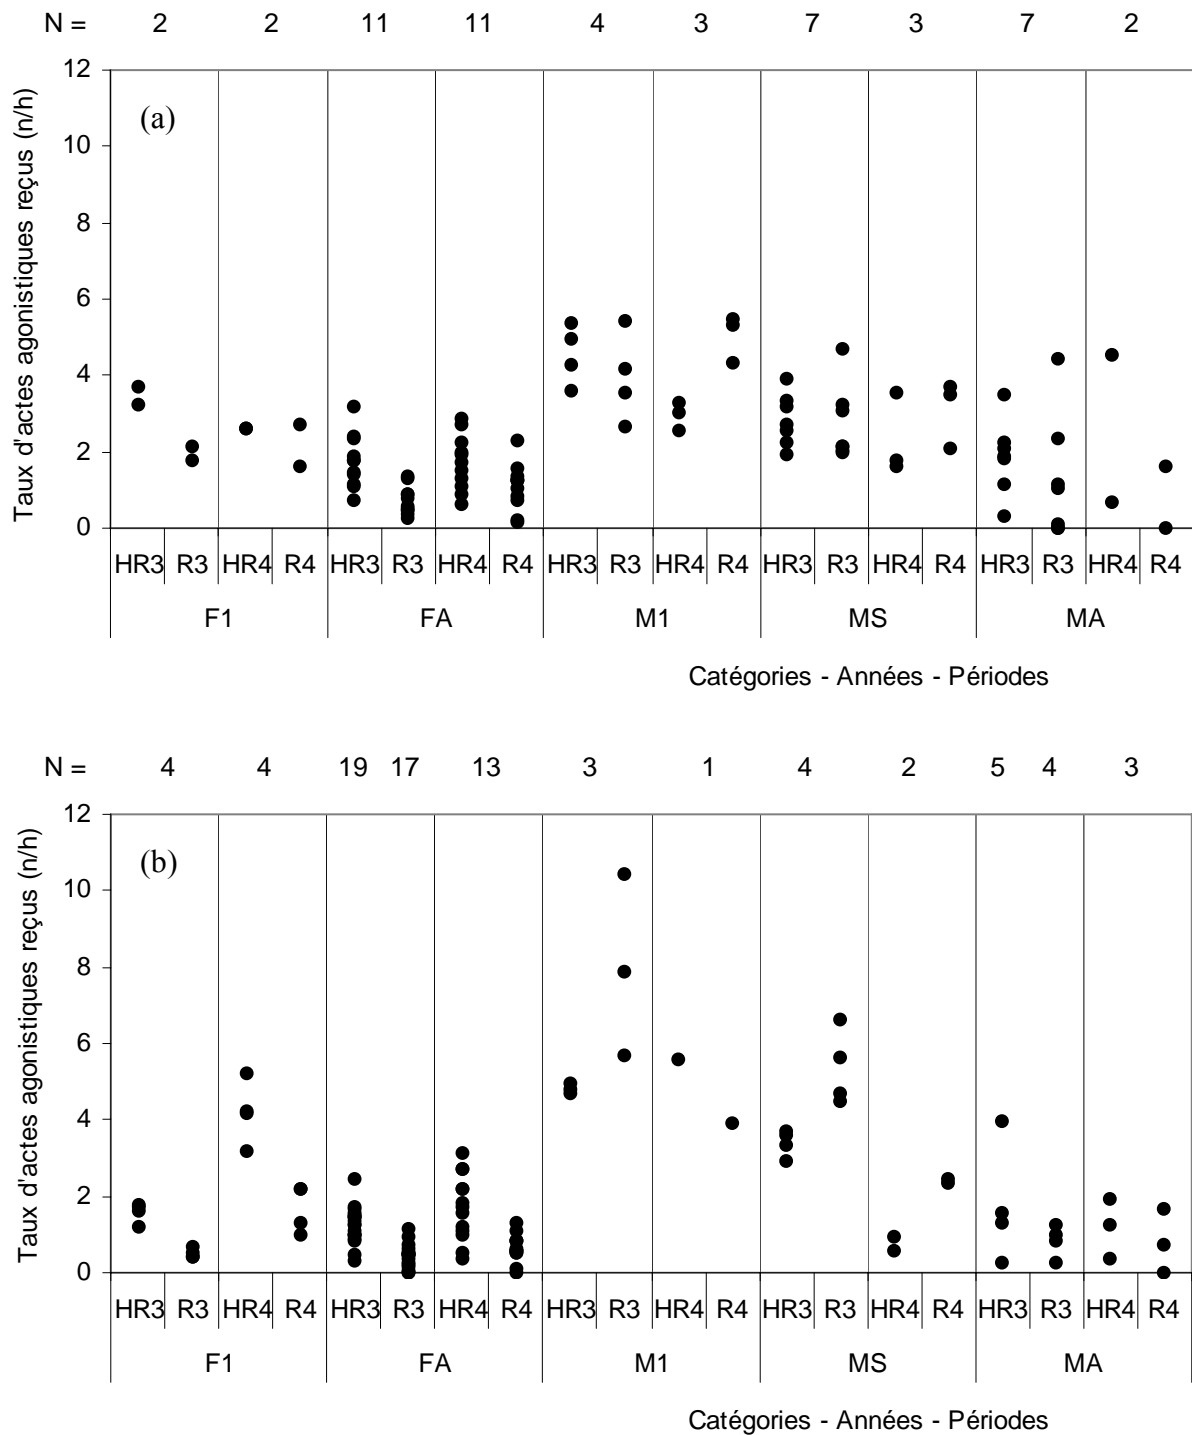 N = 2 2 11 11 4 3 7 3 7 2
Taux d'actes agonistiques reçus (n/h)
12
(a)
10
8
6
4
2
0
HR3 R3 HR4 R4 HR3 R3 HR4 R4 HR3 R3 HR4 R4 HR3 R3 HR4 R4 HR3 R3 HR4 R4
F1 FA M1 MS MA
Catégories - Années - Périodes
N = 4 4 19 17 13 3 1 4 2 5 4 3
Taux d'actes agonistiques reçus (n/h)
12
(b)
10
8
6
4
2
0
HR3 R3 HR4 R4 HR3 R3 HR4 R4 HR3 R3 HR4 R4 HR3 R3 HR4 R4 HR3 R3 HR4 R4
F1 FA M1 MS MA
Catégories - Années - Périodes